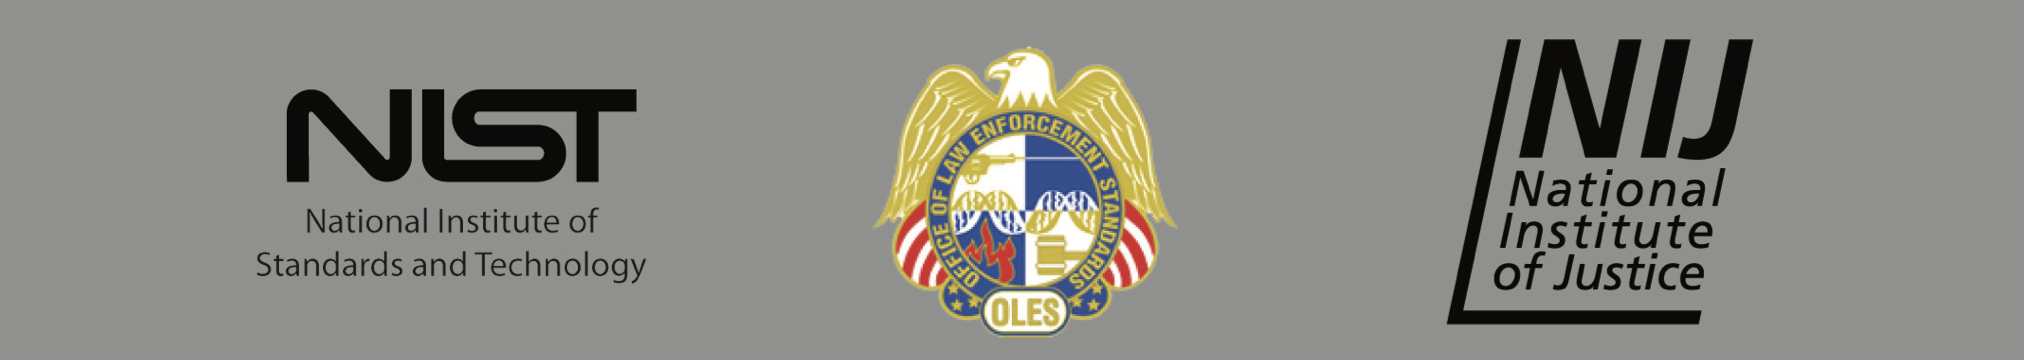 NIST
National Institute of
Standards and Technology
OFFICE OF LAW ENFORCEMENT STANDARDS
OLES
NIJ
National
Institute
of Justice